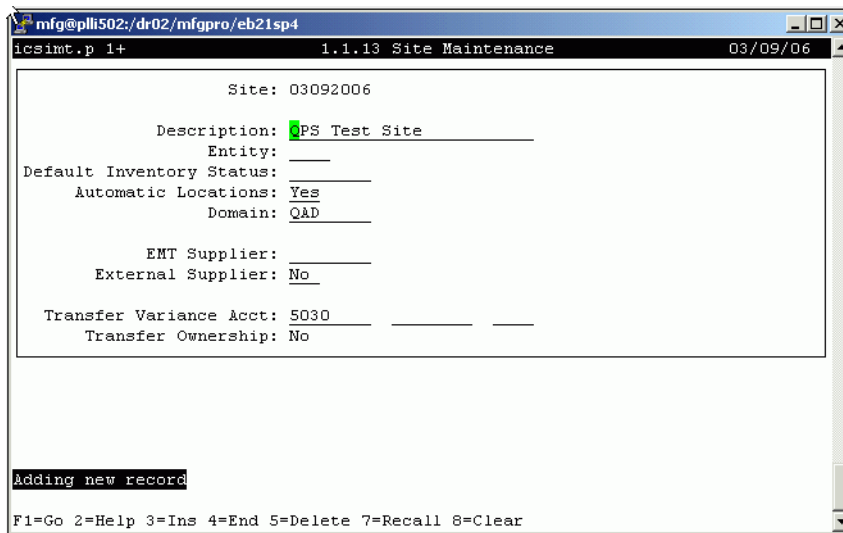 mfg@plli502:/dr02/mfgpro/eb21sp4
icsimt.p 1+ 1.1.13 Site Maintenance 03/09/06
Site: 03092006
Description: QPS Test Site
Entity:
Default Inventory Status:
Automatic Locations: Yes
Domain: QAD
EMT Supplier:
External Supplier: No
Transfer Variance Acct: 5030
Transfer Ownership: No
Adding new record
F1=Go 2=Help 3=Ins 4=End 5=Delete 7=Recall 8=Clear